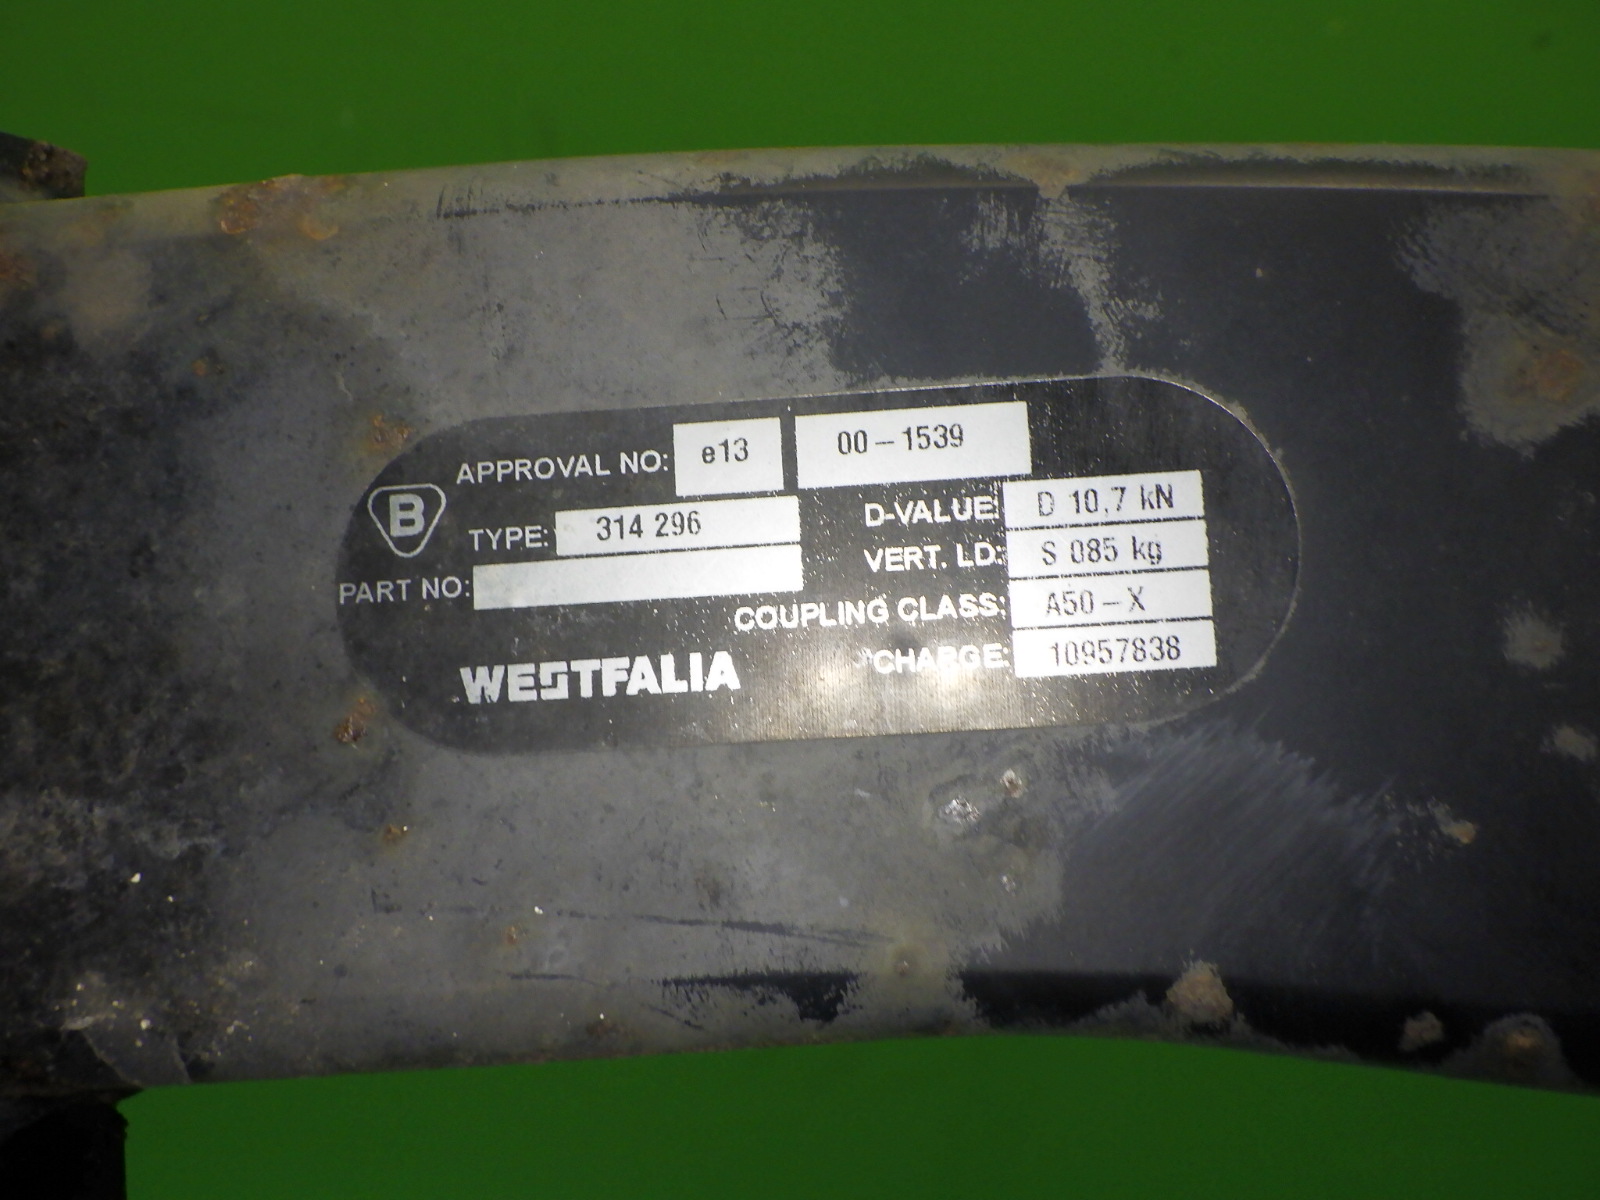 APPROVAL NO: e13 00-1539
B
TYPE: 314 296
D-VALUE: D 10,7 kN
PART NO:
VERT. LD: S 085 kg
COUPLING CLASS: A50-X
WESTFALIA
CHARGE: 10957838